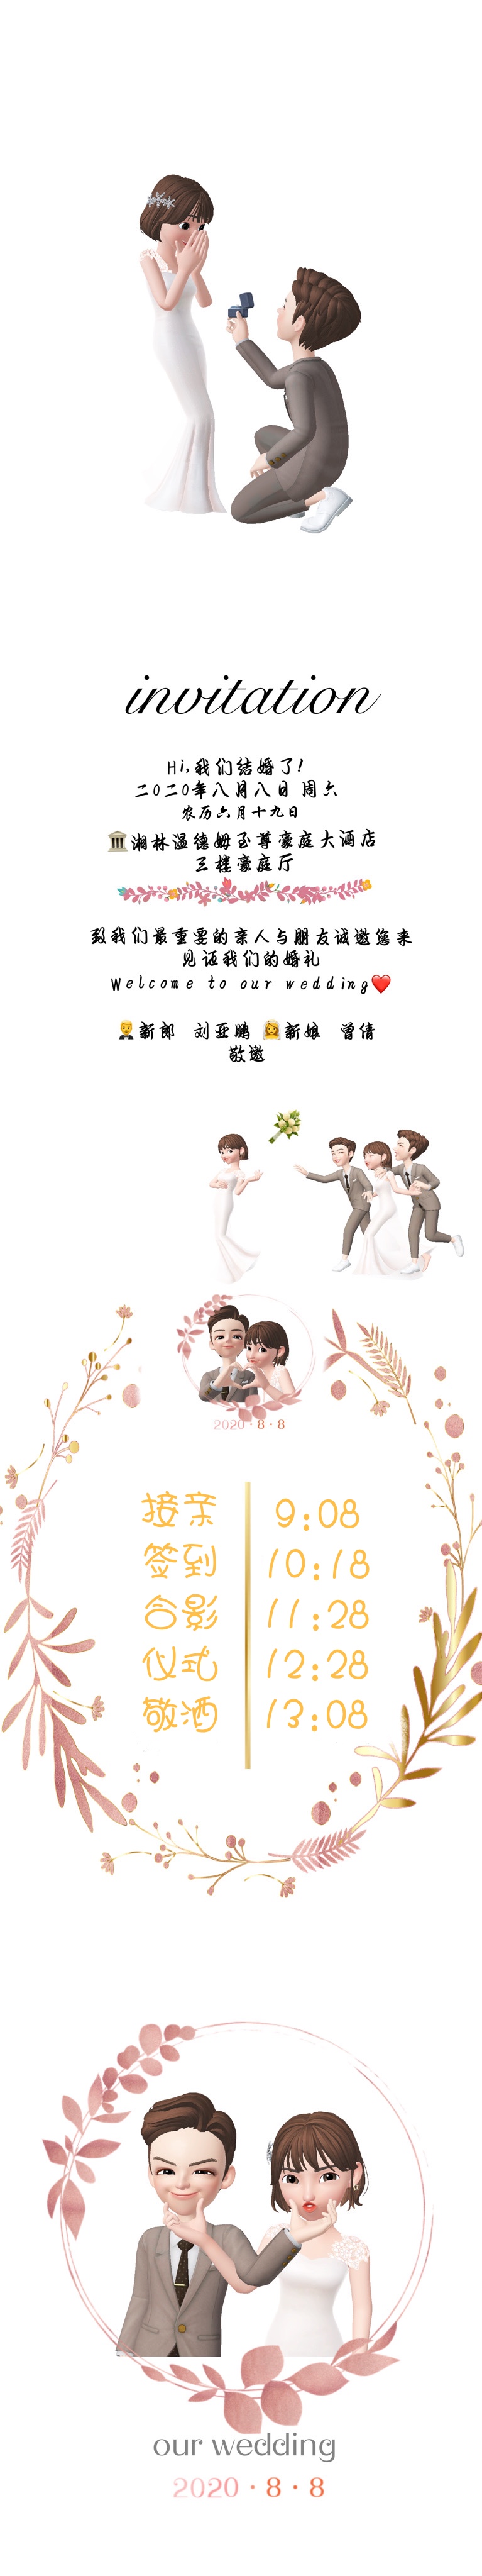 invitation
Hi,我们结婚了!
二〇二〇年八月八日 周六
农历六月十九日
🏛️湘林温德姆至尊豪庭大酒店
三楼豪庭厅
致我们最重要的亲人与朋友诚邀您来
见证我们的婚礼
Welcome to our wedding❤️
🤵新郎 刘亚鹏 👰新娘 曾倩
敬邀
2020·8·8
接亲 9:08
签到 10:18
合影 11:28
仪式 12:28
敬酒 13:08
our wedding
2020·8·8